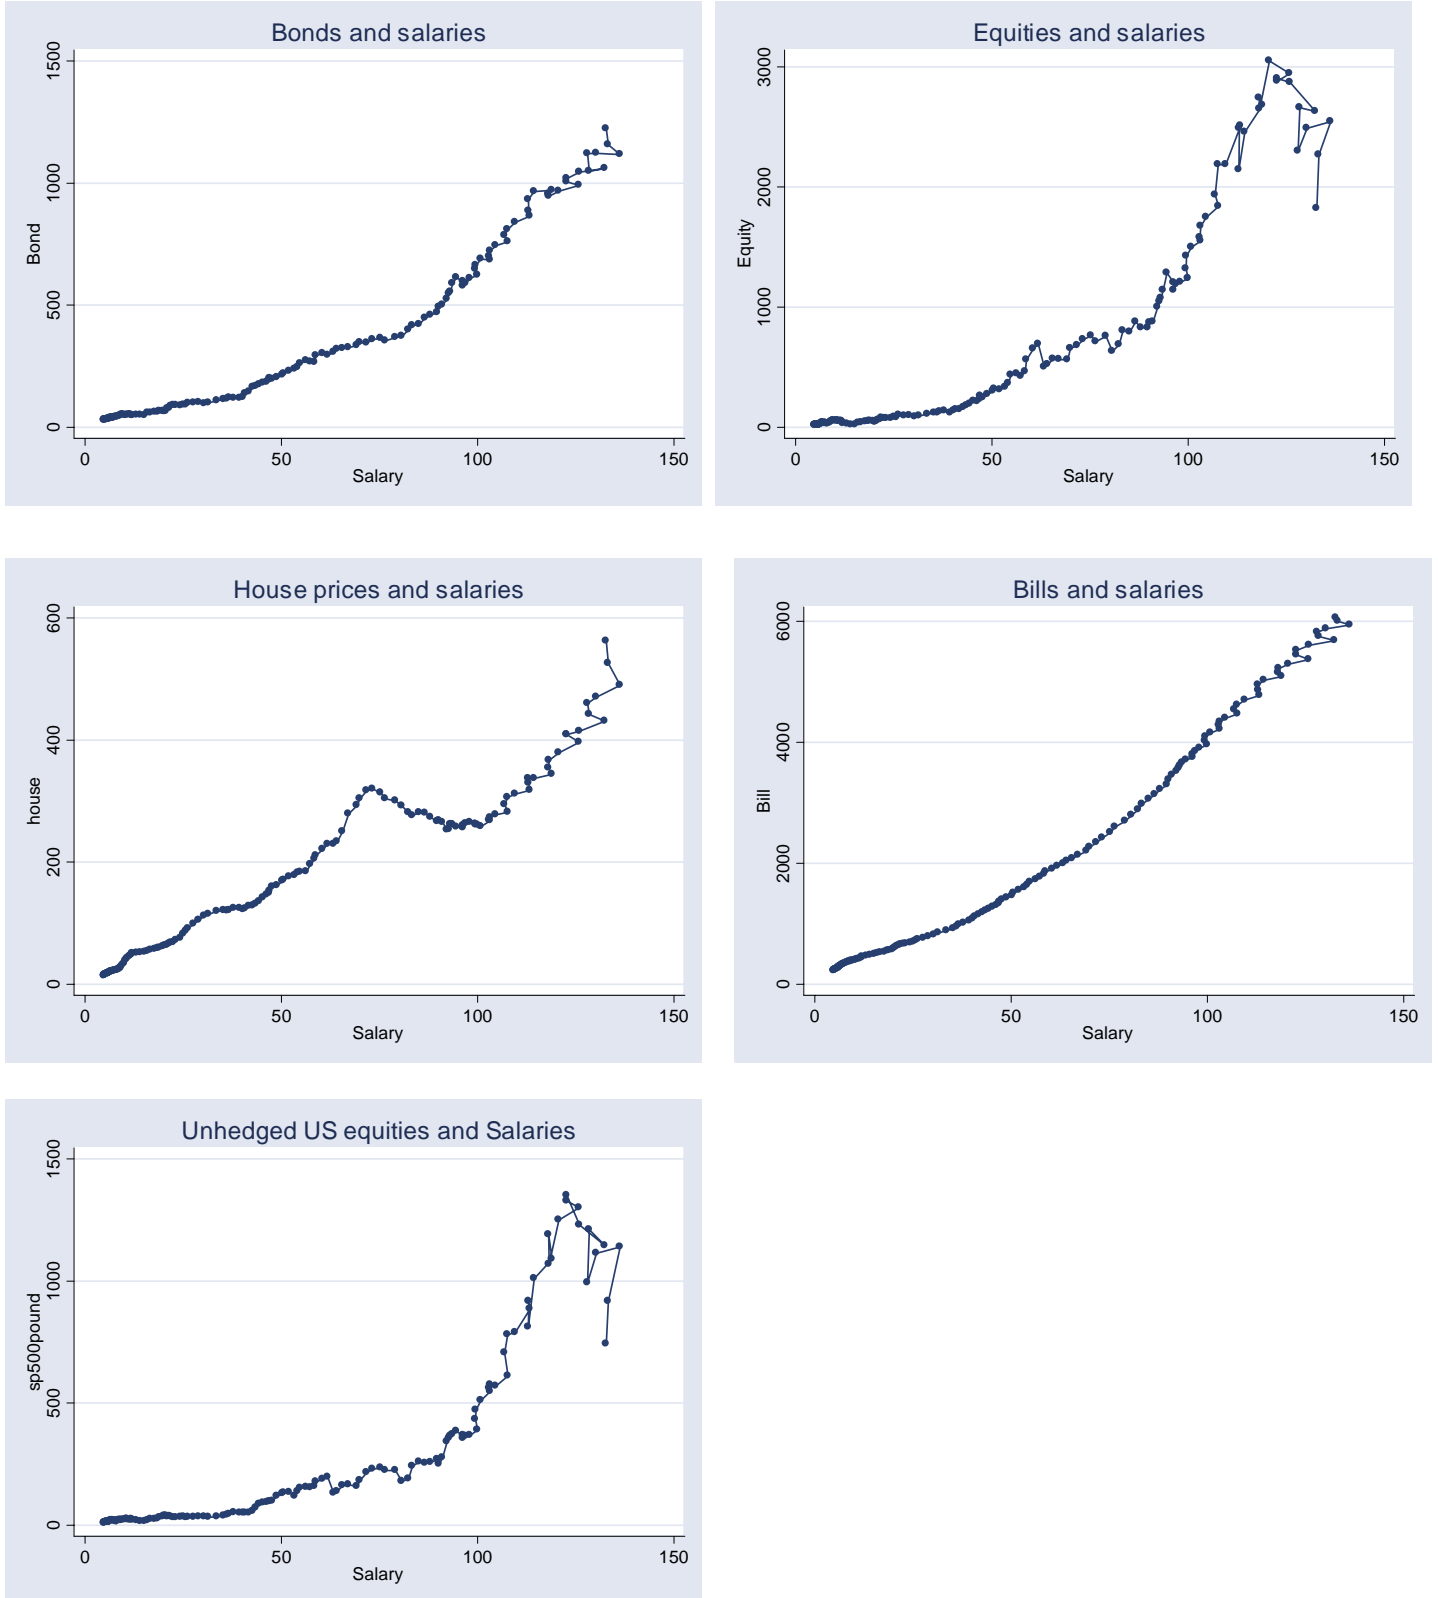 Bonds and salaries
1500
1000
500
0
Bond
0 50 100 150
Salary
Equities and salaries
3000
2000
1000
0
Equity
0 50 100 150
Salary
House prices and salaries
600
400
200
0
house
0 50 100 150
Salary
Bills and salaries
6000
4000
2000
0
Bill
0 50 100 150
Salary
Unhedged US equities and Salaries
1500
1000
500
0
sp500pound
0 50 100 150
Salary